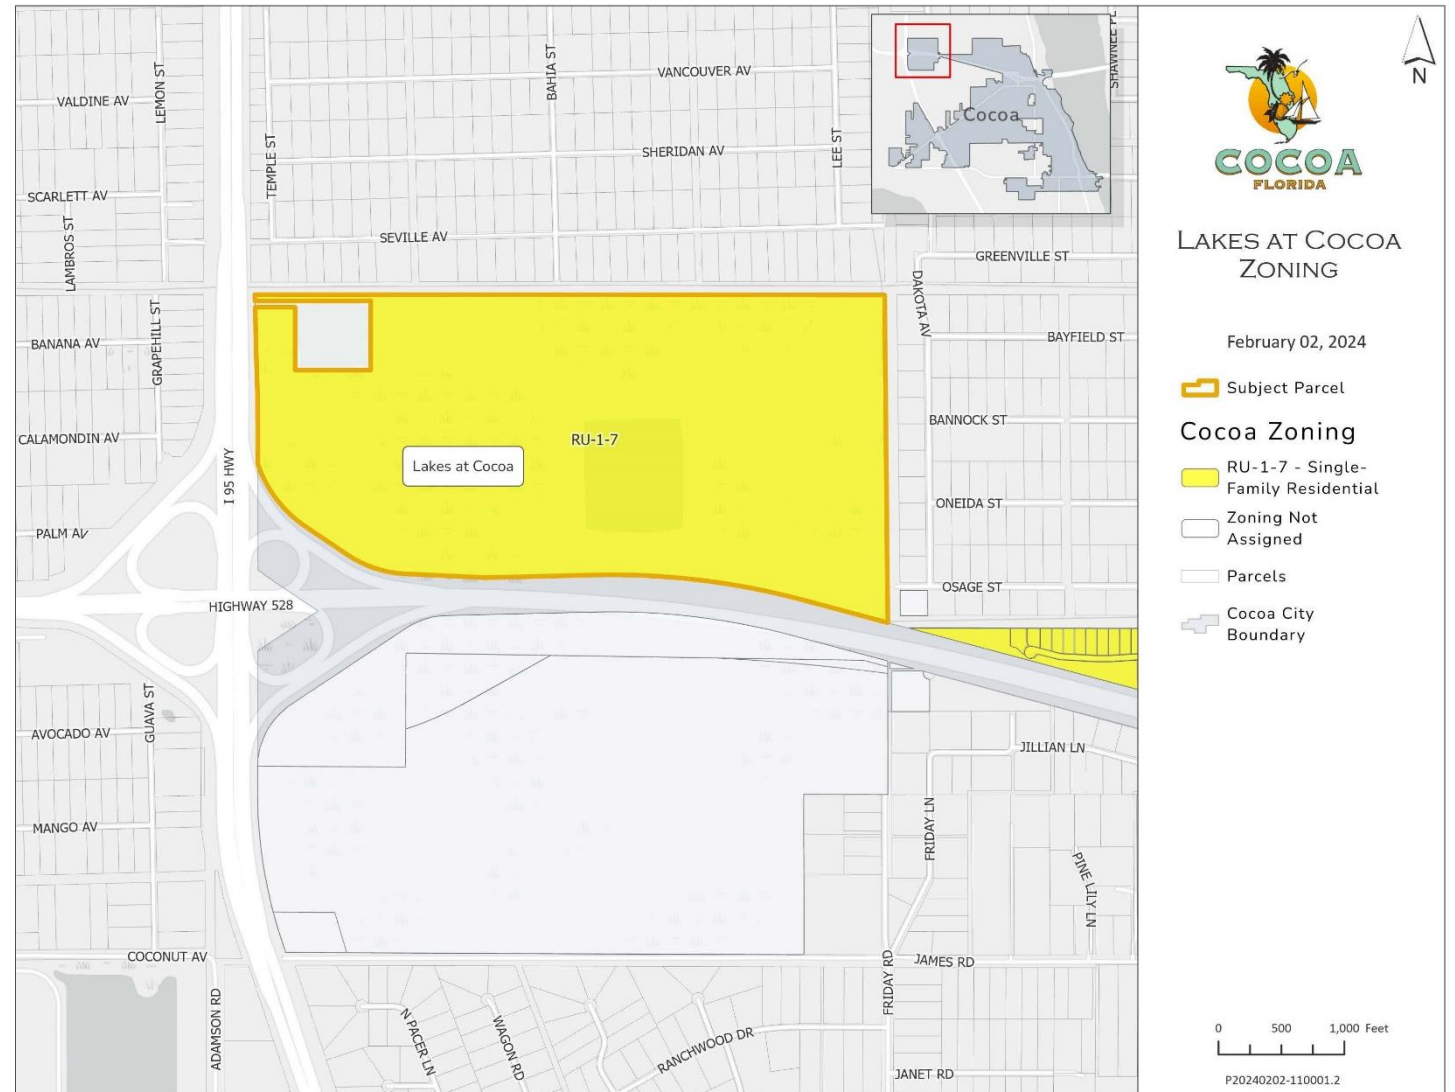 VALDINE AV
LEMON ST
SCARLETT AV
LAMBROS ST
BANANA AV
GRAPEHILL ST
CALAMONDIN AV
PALM AV
I 95 HWY
HIGHWAY 528
GUAVA ST
AVOCADO AV
MANGO AV
COCONUT AV
ADAMSON RD
TEMPLE ST
BAHIA ST
VANCOUVER AV
SHERIDAN AV
LEE ST
SEVILLE AV
Cocoa
SHAWNEE PL
GREENVILLE ST
DAKOTA AV
BAYFIELD ST
BANNOCK ST
ONEIDA ST
OSAGE ST
RU-1-7
Lakes at Cocoa
JILLIAN LN
FRIDAY LN
PINE LILY LN
JAMES RD
FRIDAY RD
N PACER LN
WAGON RD
RANCHWOOD DR
JANET RD
N
COCOA
FLORIDA
LAKES AT COCOA
ZONING
February 02, 2024
Subject Parcel
Cocoa Zoning
RU-1-7 - Single-
Family Residential
Zoning Not
Assigned
Parcels
Cocoa City
Boundary
0 500 1,000 Feet
P20240202-110001.2